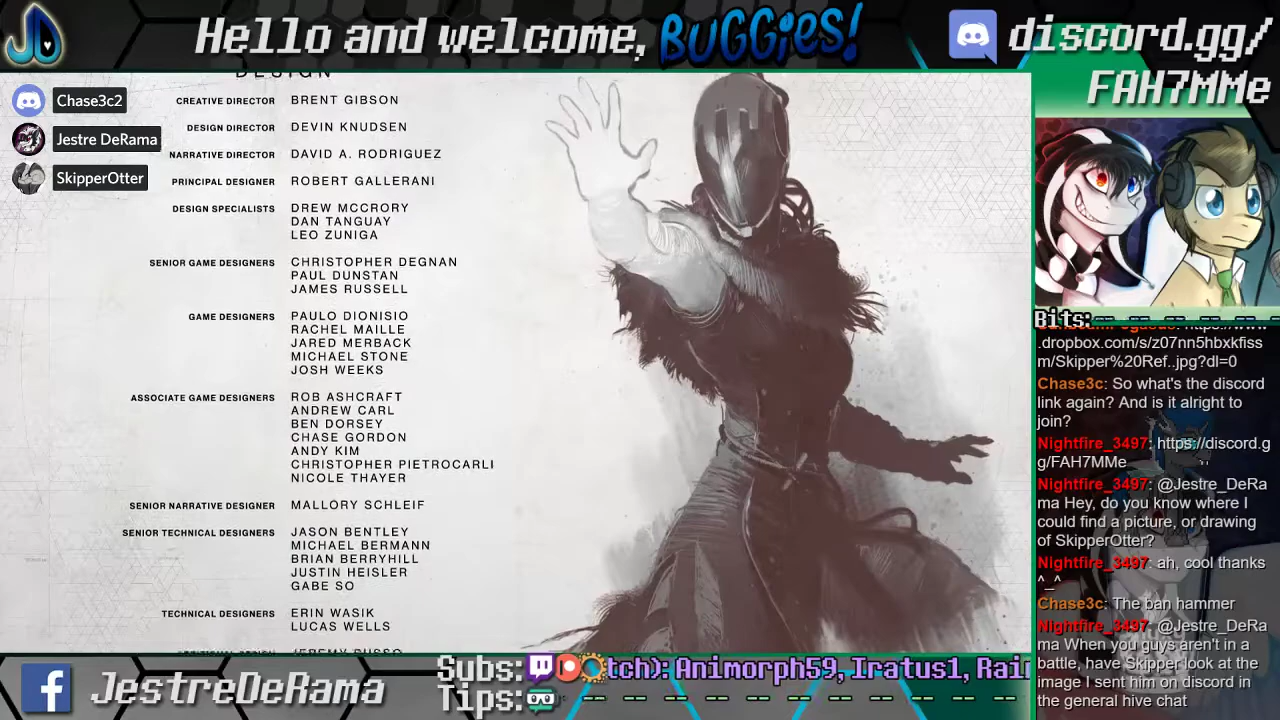 Hello and welcome, BUGGiES!
discord.gg/
FAH7MMe
Chase3c2
Jestre DeRama
SkipperOtter
DESIGN
CREATIVE DIRECTOR BRENT GIBSON
DESIGN DIRECTOR DEVIN KNUDSEN
NARRATIVE DIRECTOR DAVID A. RODRIGUEZ
PRINCIPAL DESIGNER ROBERT GALLERANI
DESIGN SPECIALISTS DREW MCCRORY
DAN TANGUAY
LEO ZUNIGA
SENIOR GAME DESIGNERS CHRISTOPHER DEGNAN
PAUL DUNSTAN
JAMES RUSSELL
GAME DESIGNERS PAULO DIONISIO
RACHEL MAILLE
JARED MERBACK
MICHAEL STONE
JOSH WEEKS
ASSOCIATE GAME DESIGNERS ROB ASHCRAFT
ANDREW CARL
BEN DORSEY
CHASE GORDON
ANDY KIM
CHRISTOPHER PIETROCARLI
NICOLE THAYER
SENIOR NARRATIVE DESIGNER MALLORY SCHLEIF
SENIOR TECHNICAL DESIGNERS JASON BENTLEY
MICHAEL BERMANN
BRIAN BERRYHILL
JUSTIN HEISLER
GABE SO
TECHNICAL DESIGNERS ERIN WASIK
LUCAS WELLS
Bits:-- -- -- -- -- --
https://www
.dropbox.com/s/z07nn5hbxkfiss
m/Skipper%20Ref..jpg?dl=0
Chase3c: So what's the discord
link again? And is it alright to
join?
Nightfire_3497: https://discord.g
g/FAH7MMe
Nightfire_3497: @Jestre_DeRa
ma Hey, do you know where I
could find a picture, or drawing
of SkipperOtter?
Nightfire_3497: ah, cool thanks
^_^
Chase3c: The ban hammer
Nightfire_3497: @Jestre_DeRa
ma When you guys aren't in a
battle, have Skipper look at the
image I sent him on discord in
the general hive chat
JestreDeRama
Subs: tch): Animorph59, Iratus1, Rai
Tips: -- -- -- -- -- -- -- --